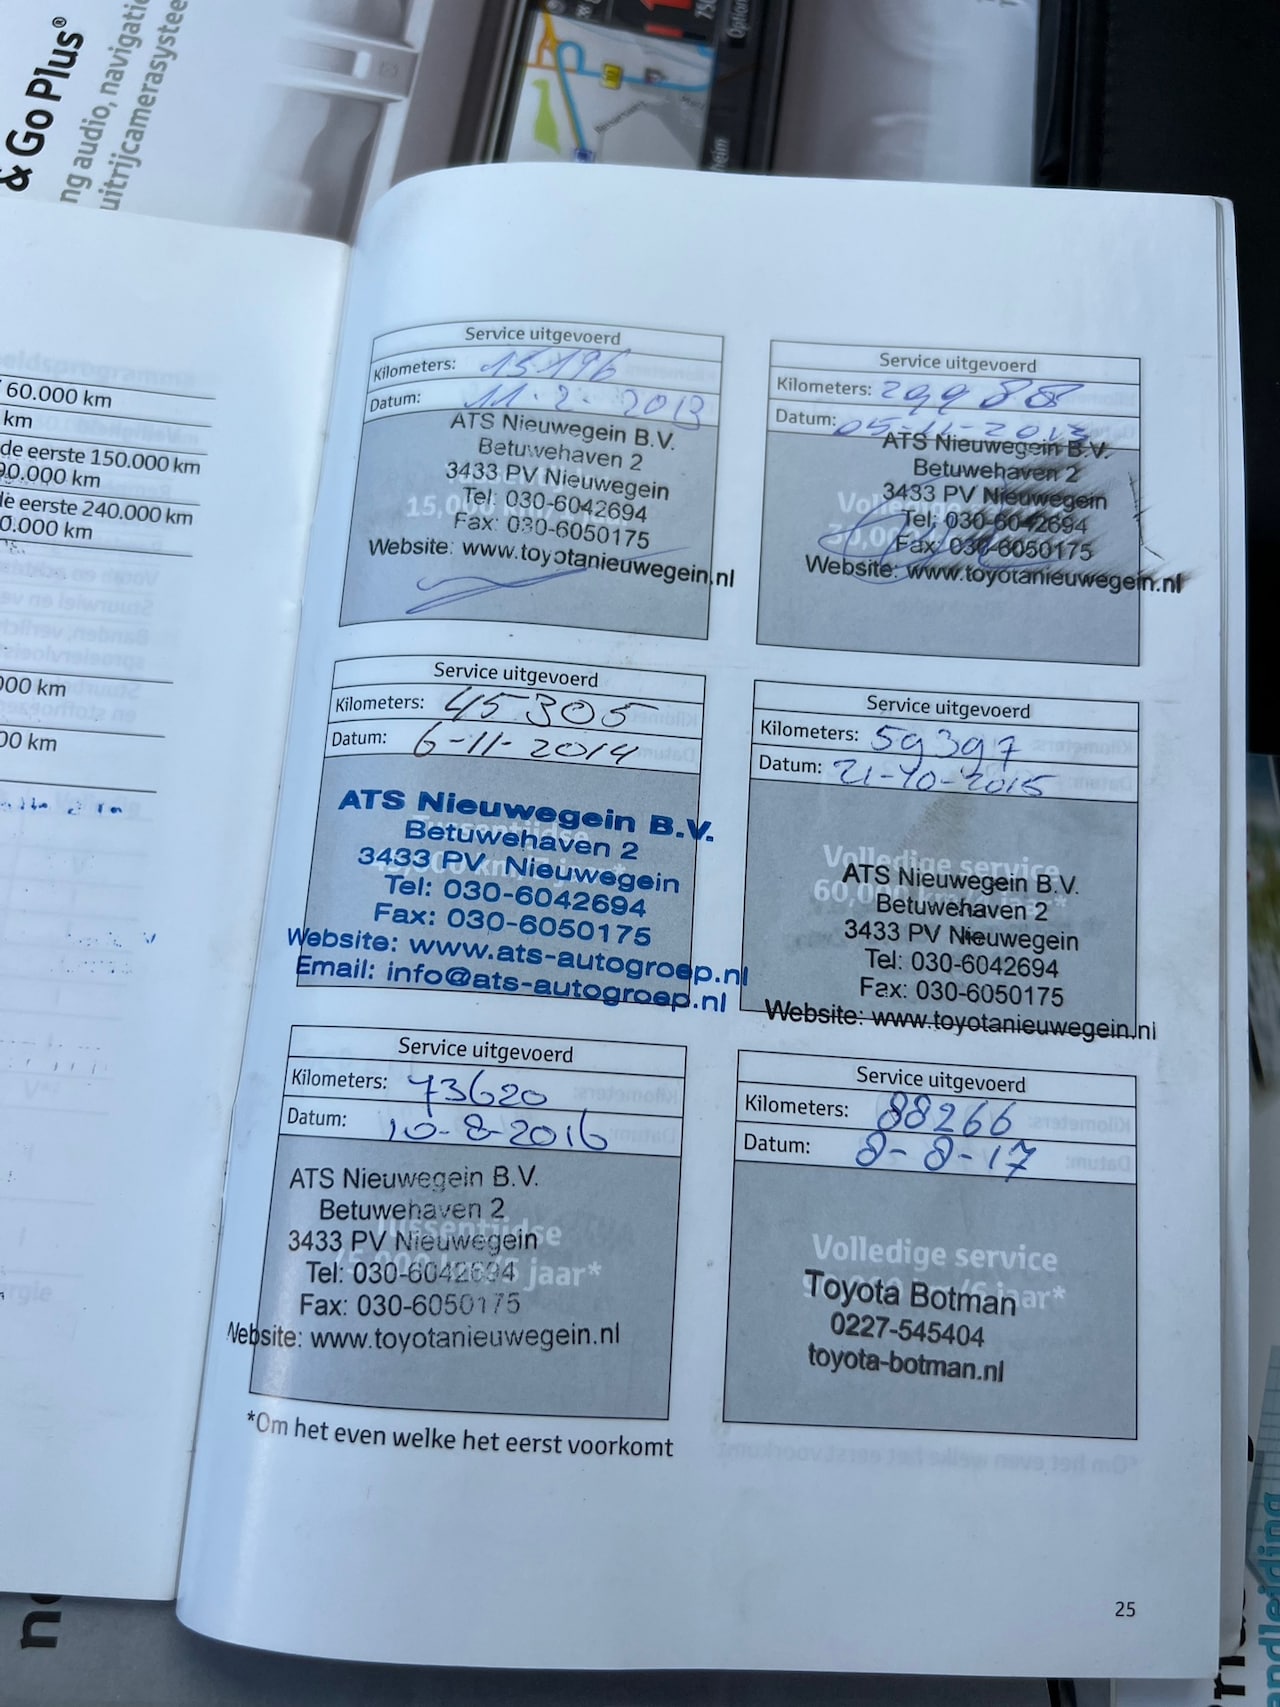 & Go Plus®
ng audio, navigatie
uitrijcamerasystee
60.000 km
km
de eerste 150.000 km
90.000 km
de eerste 240.000 km
0.000 km
000 km
00 km
Service uitgevoerd
Kilometers: 15196
Datum: 11-2-2013
ATS Nieuwegein B.V.
Betuwehaven 2
3433 PV Nieuwegein
Tel: 030-6042694
15,000
Fax: 030-6050175
Website: www.toyotanieuwegein.nl
Service uitgevoerd
Kilometers: 29988
Datum: 05-11-2013
ATS Nieuwegein B.V.
Betuwehaven 2
3433 PV Nieuwegein
Tel: 030-6042694
Fax: 030-6050175
Website: www.toyotanieuwegein.nl
Service uitgevoerd
Kilometers: 45305
Datum: 6-11-2014
ATS Nieuwegein B.V.
Betuwehaven 2
3433 PV Nieuwegein
Tel: 030-6042694
Fax: 030-6050175
Website: www.ats-autogroep.nl
Email: info@ats-autogroep.nl
Service uitgevoerd
Kilometers: 59397
Datum: 21-10-2015
Volledige service
ATS Nieuwegein B.V.
Betuwehaven 2
3433 PV Nieuwegein
Tel: 030-6042694
Fax: 030-6050175
Website: www.toyotanieuwegein.nl
Service uitgevoerd
Kilometers: 73620
Datum: 10-8-2016
ATS Nieuwegein B.V.
Betuwehaven 2
Tussentijdse
3433 PV Nieuwegein
Tel: 030-6042694
jaar*
Fax: 030-6050175
Website: www.toyotanieuwegein.nl
Service uitgevoerd
Kilometers: 88266
Datum: 8-8-17
Volledige service
jaar*
Toyota Botman
0227-545404
toyota-botman.nl
*Om het even welke het eerst voorkomt
25